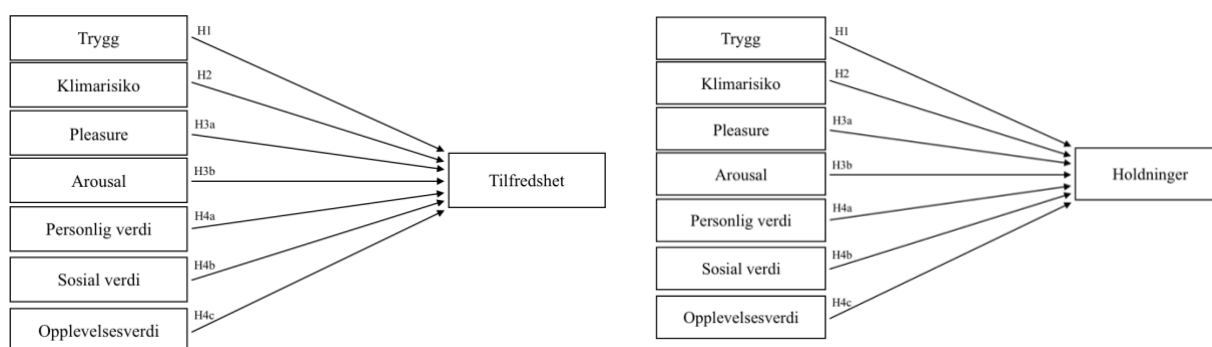 Trygg
H1
Klimarisiko
H2
Pleasure
H3a
Arousal
H3b
Personlig verdi
H4a
Sosial verdi
H4b
Opplevelsesverdi
H4c
Tilfredshet
Trygg
H1
Klimarisiko
H2
Pleasure
H3a
Arousal
H3b
Personlig verdi
H4a
Sosial verdi
H4b
Opplevelsesverdi
H4c
Holdninger